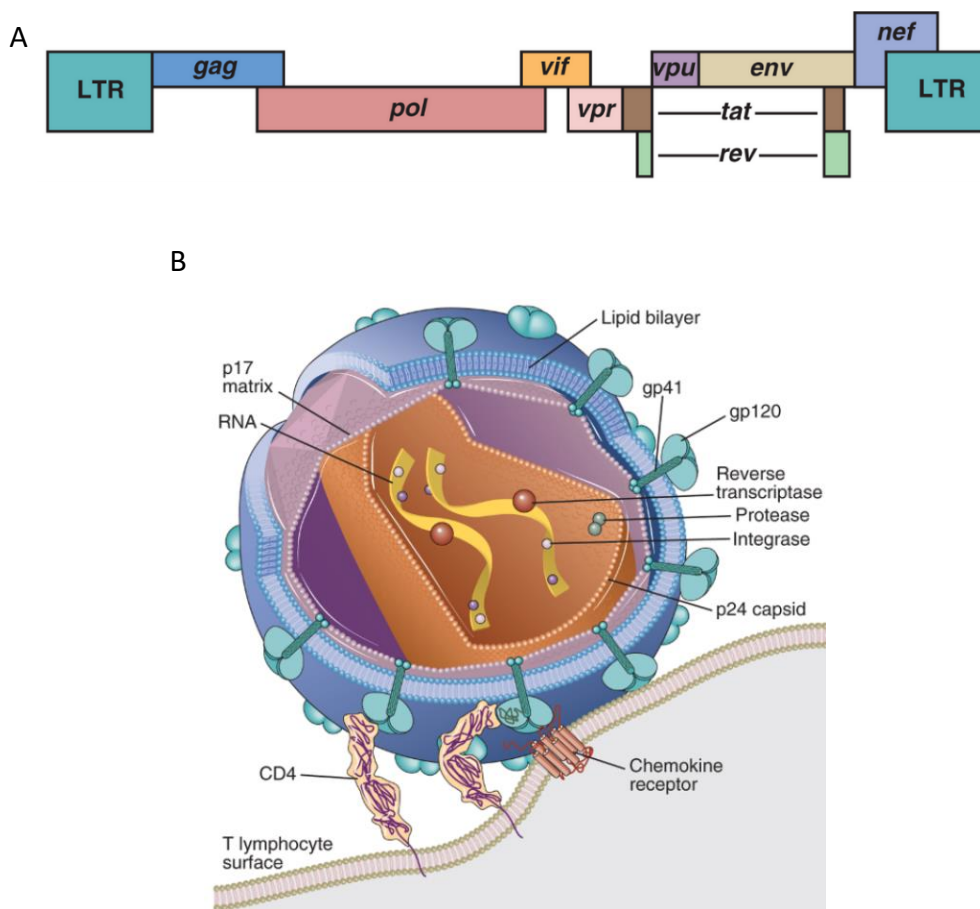 A
LTR
gag
pol
vif
vpr
vpu
env
tat
rev
nef
LTR
B
Lipid bilayer
p17
matrix
RNA
gp41
gp120
Reverse
transcriptase
Protease
Integrase
p24 capsid
CD4
Chemokine
receptor
T lymphocyte
surface